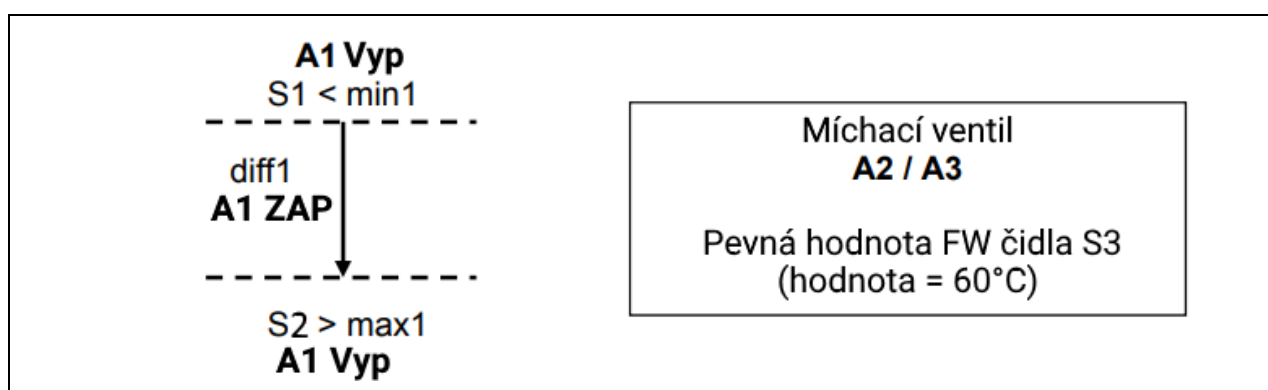 A1 Vyp
S1 < min1
diff1
A1 ZAP
S2 > max1
A1 Vyp
Míchací ventil
A2 / A3
Pevná hodnota FW čidla S3
(hodnota = 60°C)